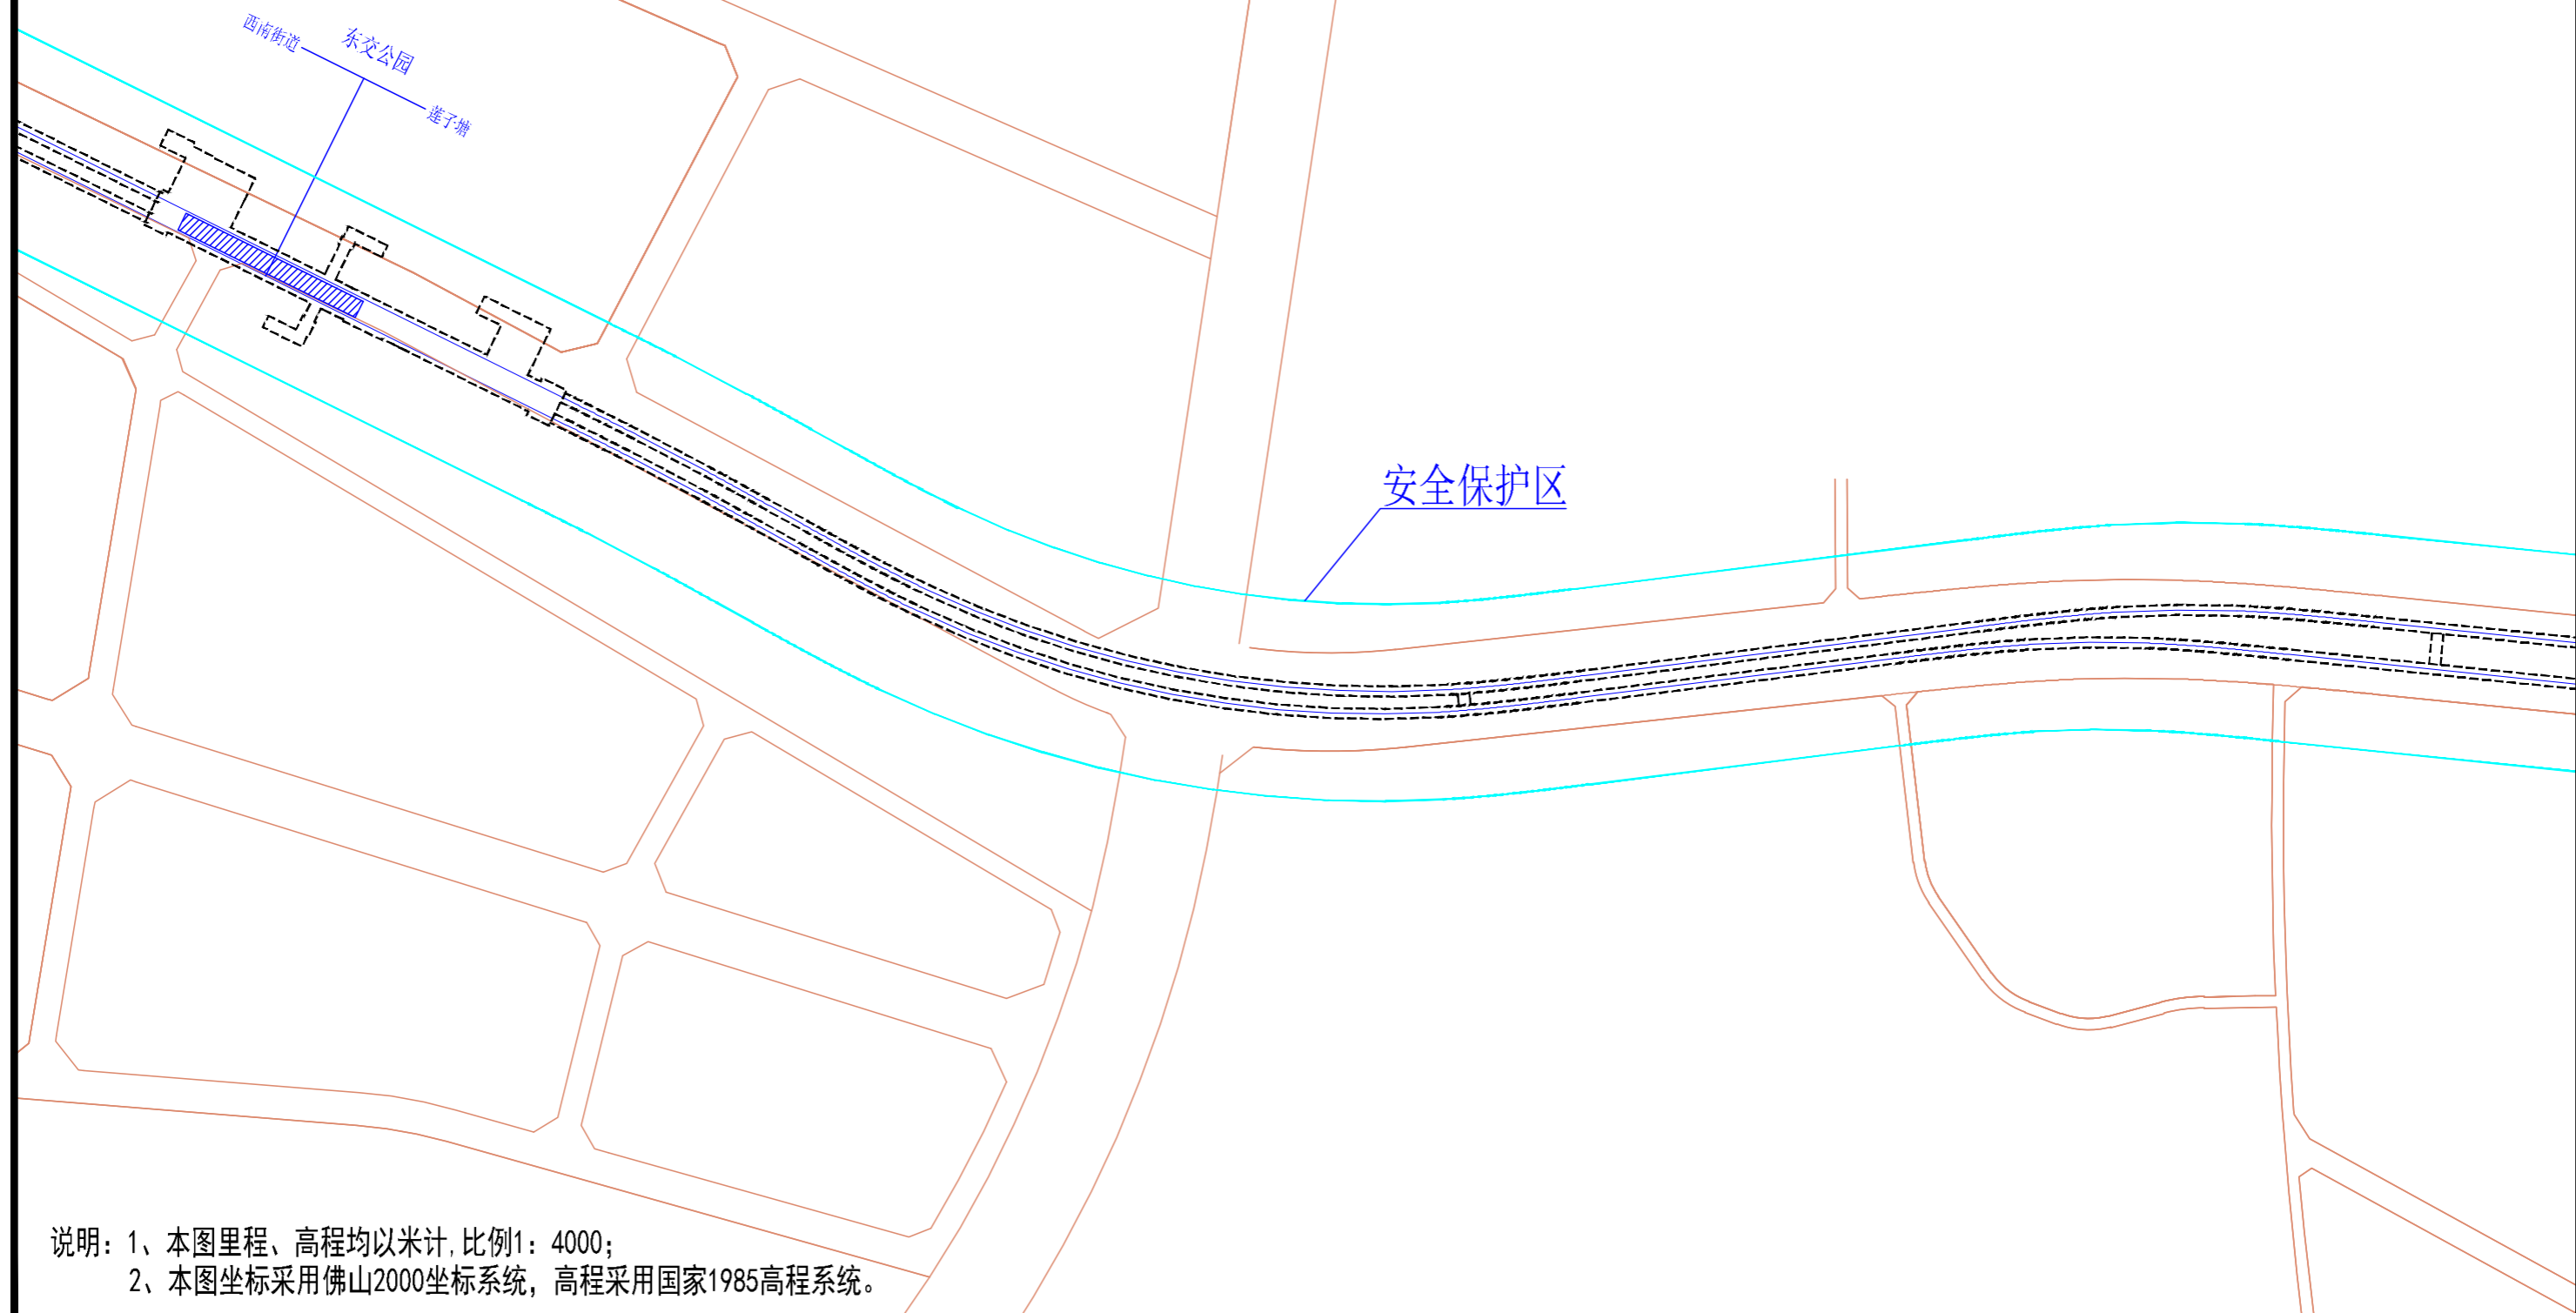 西南街道
东交公园
莲子塘
安全保护区
说明：1、本图里程、高程均以米计,比例1：4000；
2、本图坐标采用佛山2000坐标系统，高程采用国家1985高程系统。